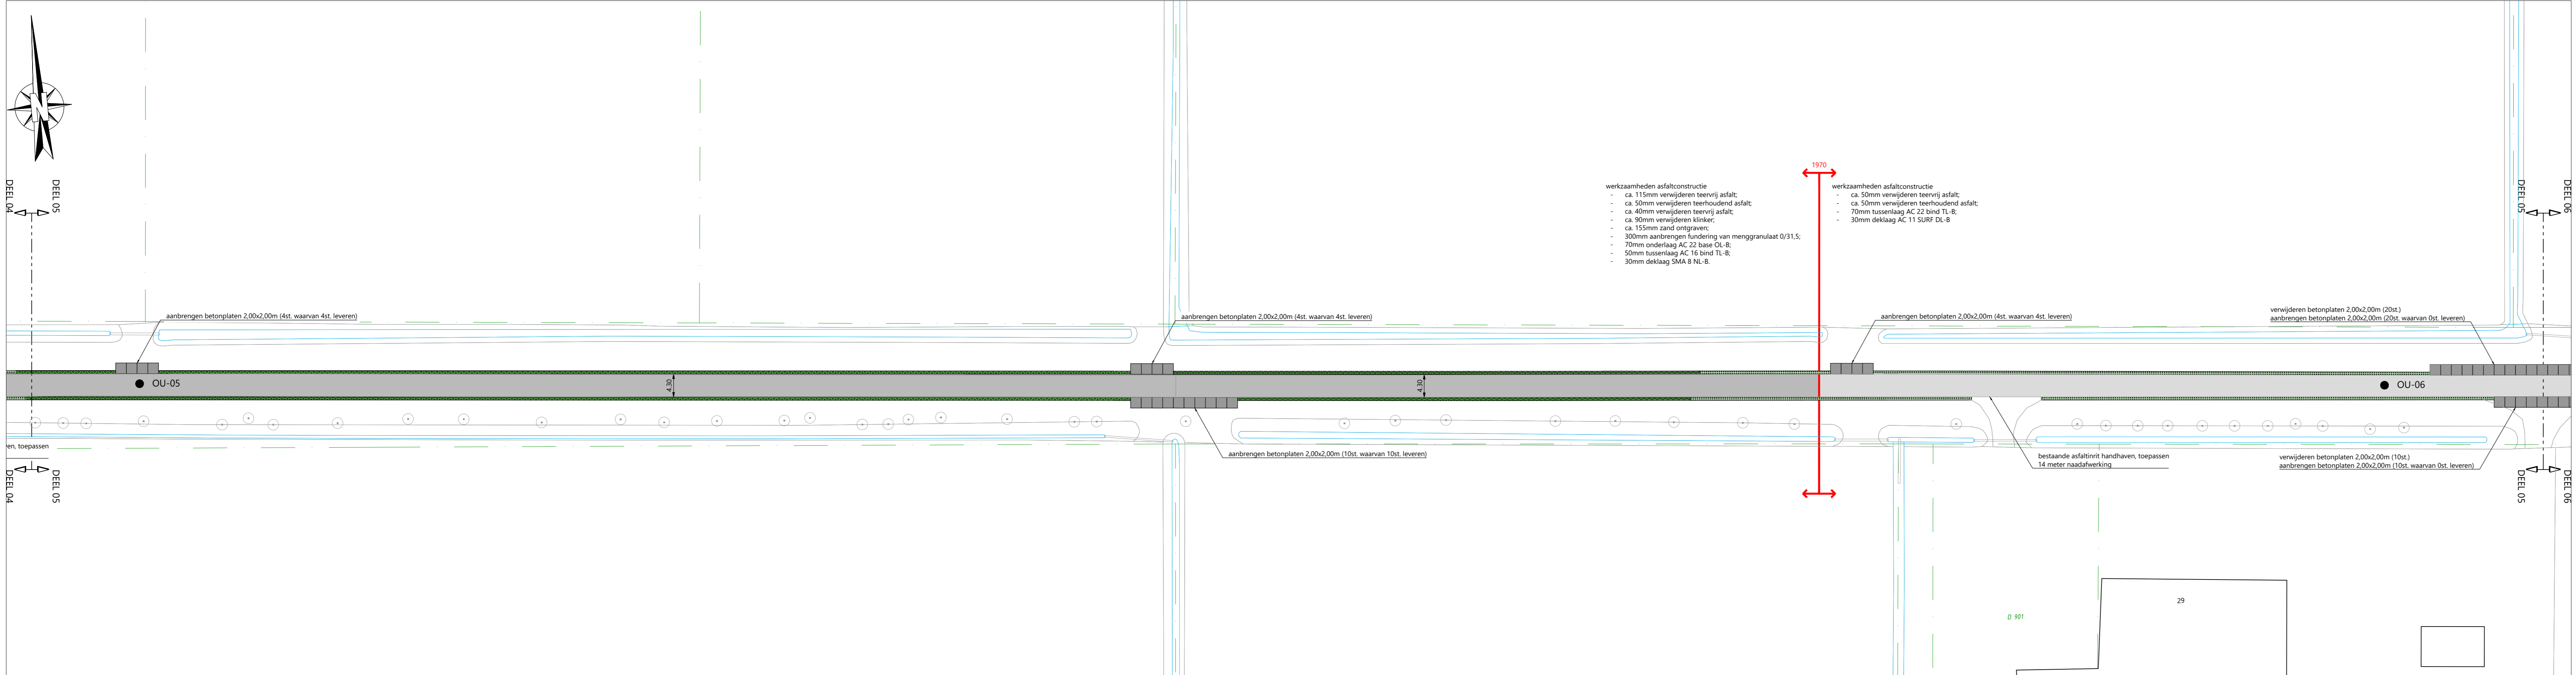 N
DEEL 04
DEEL 05
1970
werkzaamheden asfaltconstructie
- ca. 115mm verwijderen teervrij asfalt;
- ca. 50mm verwijderen teerhoudend asfalt;
- ca. 40mm verwijderen teervrij asfalt;
- ca. 90mm verwijderen klinker;
- ca. 155mm zand ontgraven;
- 300mm aanbrengen fundering van menggranulaat 0/31,5;
- 70mm onderlaag AC 22 base OL-B;
- 50mm tussenlaag AC 16 bind TL-B;
- 30mm deklaag SMA 8 NL-B.
werkzaamheden asfaltconstructie
- ca. 50mm verwijderen teervrij asfalt;
- ca. 50mm verwijderen teerhoudend asfalt;
- 70mm tussenlaag AC 22 bind TL-B;
- 30mm deklaag AC 11 SURF DL-B
DEEL 05
DEEL 06
aanbrengen betonplaten 2,00x2,00m (4st. waarvan 4st. leveren)
aanbrengen betonplaten 2,00x2,00m (4st. waarvan 4st. leveren)
aanbrengen betonplaten 2,00x2,00m (4st. waarvan 4st. leveren)
verwijderen betonplaten 2,00x2,00m (20st.)
aanbrengen betonplaten 2,00x2,00m (20st. waarvan 0st. leveren)
OU-05
4.30
4.30
OU-06
en, toepassen
aanbrengen betonplaten 2,00x2,00m (10st. waarvan 10st. leveren)
bestaande asfaltinrit handhaven, toepassen
14 meter naadafwerking
verwijderen betonplaten 2,00x2,00m (10st.)
aanbrengen betonplaten 2,00x2,00m (10st. waarvan 0st. leveren)
DEEL 04
DEEL 05
DEEL 05
DEEL 06
29
D 901